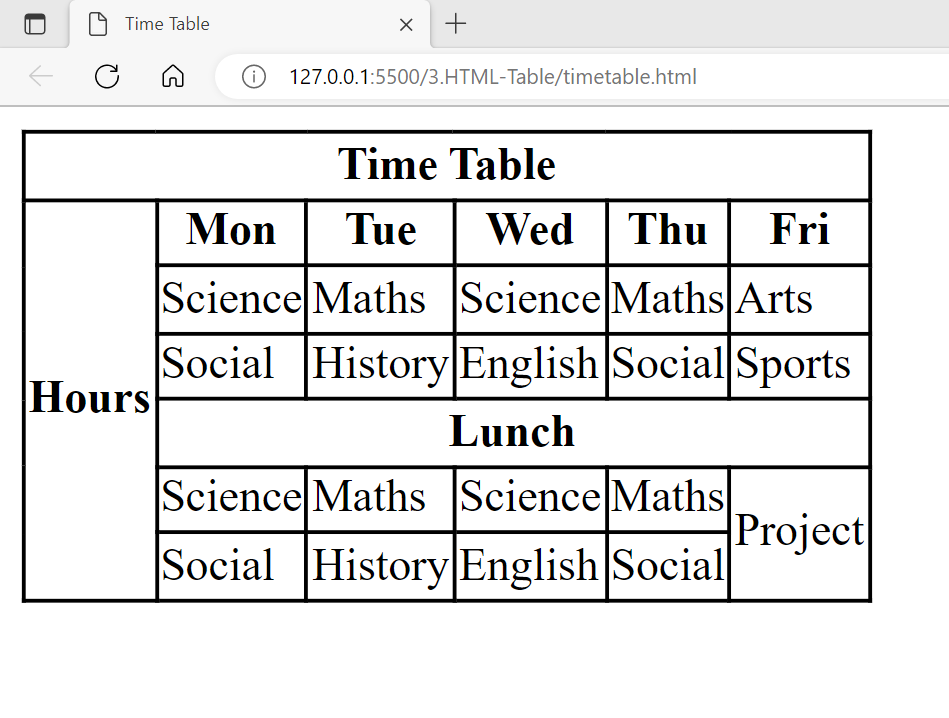 Time Table
127.0.0.1:5500/3.HTML-Table/timetable.html
Time Table
Mon Tue Wed Thu Fri
Science Maths Science Maths Arts
Social History English Social Sports
Hours
Lunch
Science Maths Science Maths
Project
Social History English Social